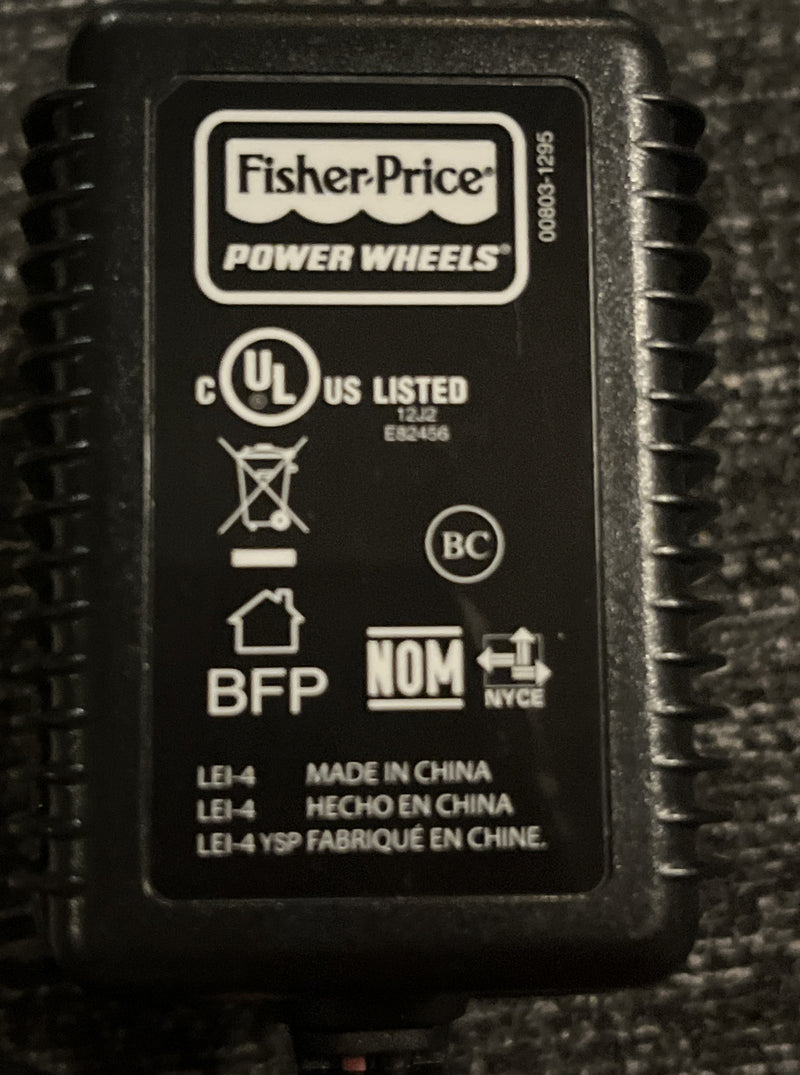 Fisher-Price®
POWER WHEELS®
00803-1295
C UL® US LISTED
12J2
E82456
BC
BFP
NOM
NYCE
LEI-4 MADE IN CHINA
LEI-4 HECHO EN CHINA
LEI-4 YSP FABRIQUÉ EN CHINE.